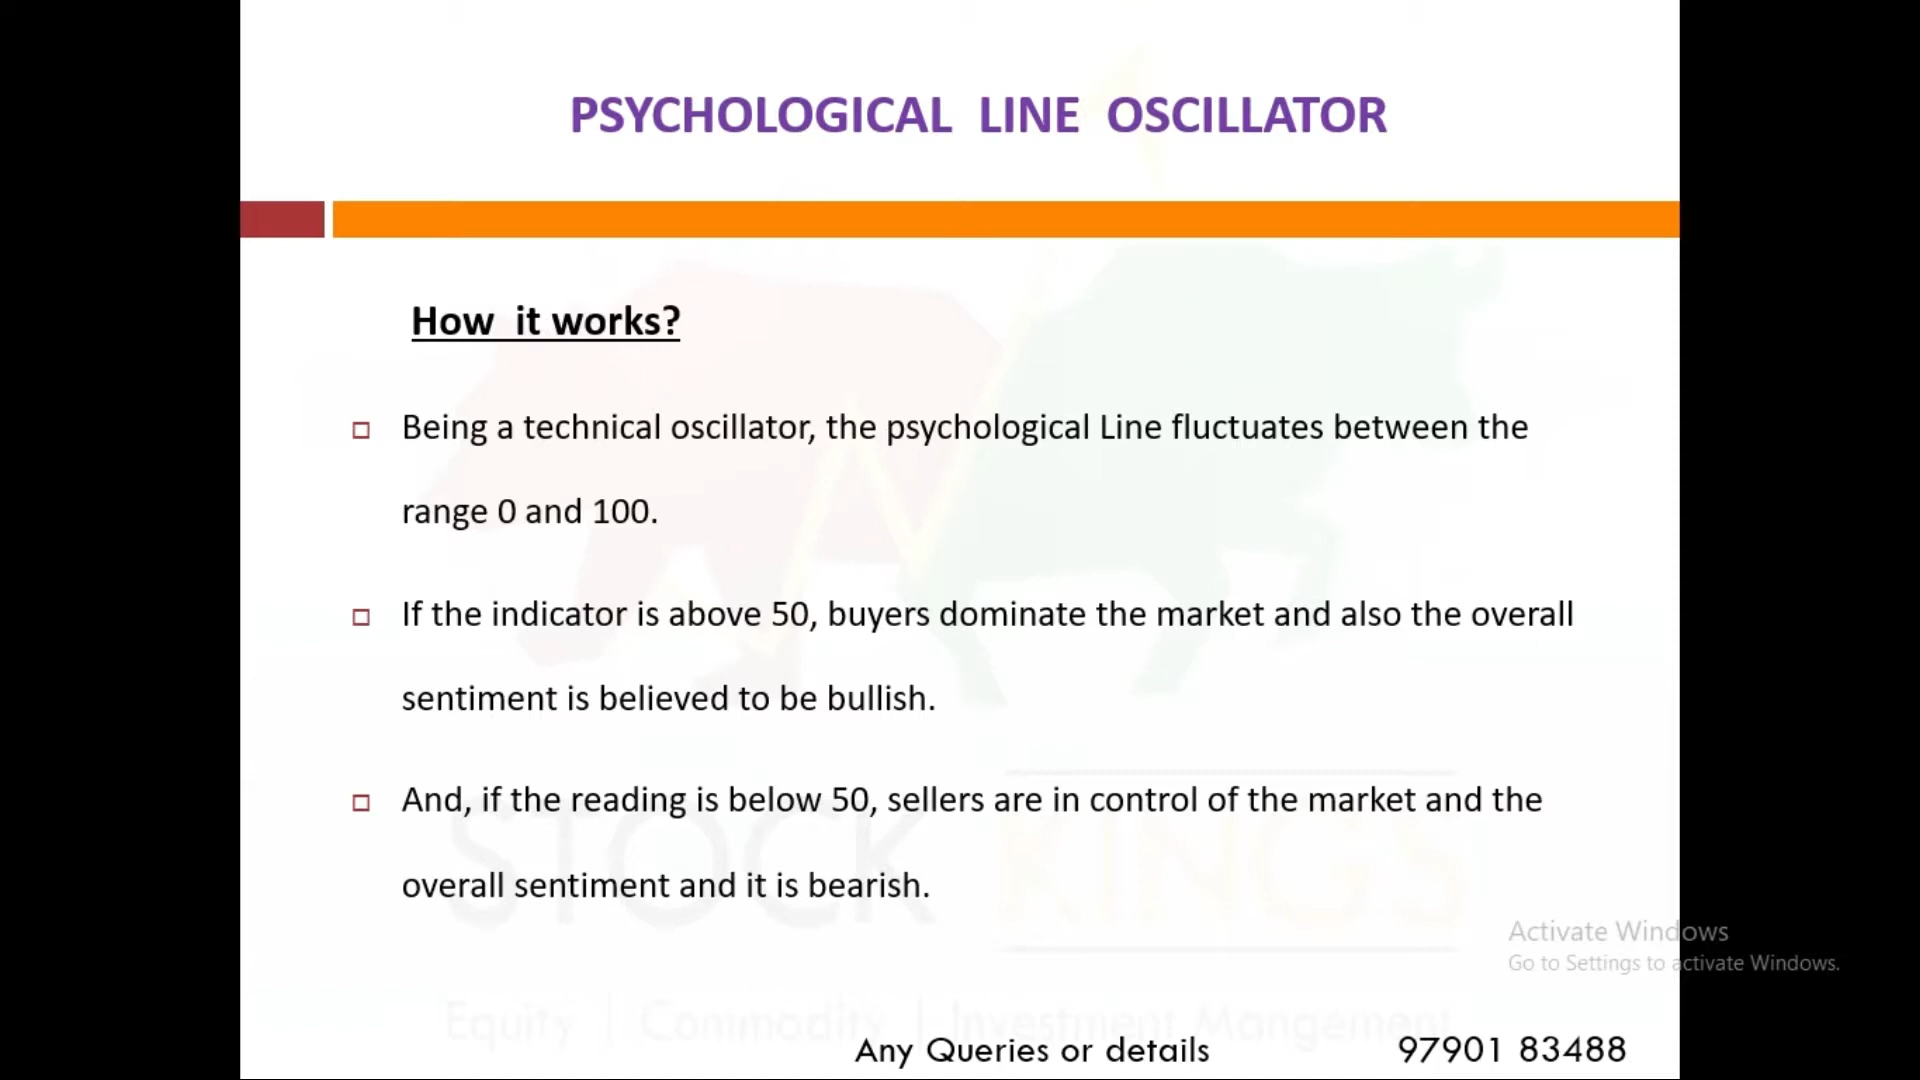 PSYCHOLOGICAL LINE OSCILLATOR
How it works?
Being a technical oscillator, the psychological Line fluctuates between the
range 0 and 100.
If the indicator is above 50, buyers dominate the market and also the overall
sentiment is believed to be bullish.
And, if the reading is below 50, sellers are in control of the market and the
overall sentiment and it is bearish.
STOCK KINGS
Activate Windows
Go to Settings to activate Windows.
Equity | Commodity | Investment Mangement
Any Queries or details 97901 83488